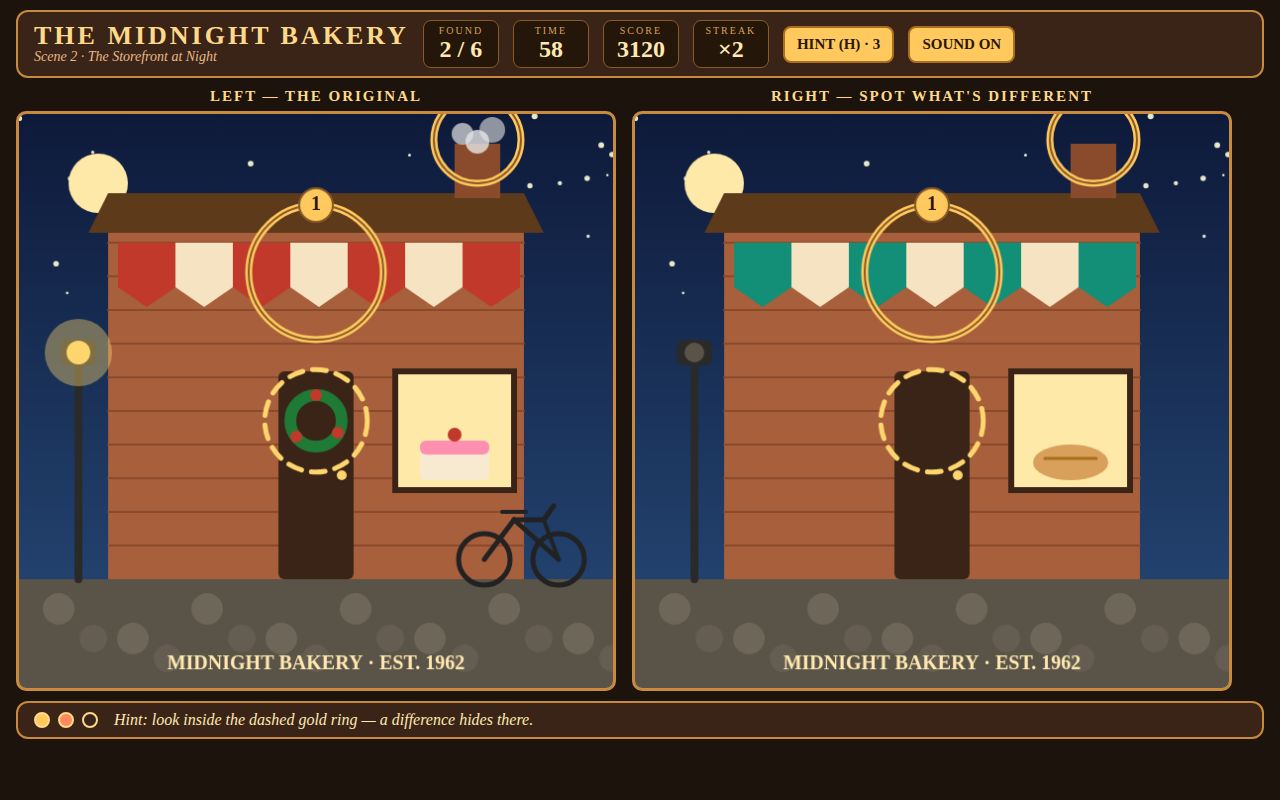 THE MIDNIGHT BAKERY
Scene 2 · The Storefront at Night
FOUND
2 / 6
TIME
58
SCORE
3120
STREAK
×2
HINT (H) · 3
SOUND ON
LEFT — THE ORIGINAL
RIGHT — SPOT WHAT'S DIFFERENT
1
1
MIDNIGHT BAKERY · EST. 1962
MIDNIGHT BAKERY · EST. 1962
Hint: look inside the dashed gold ring — a difference hides there.